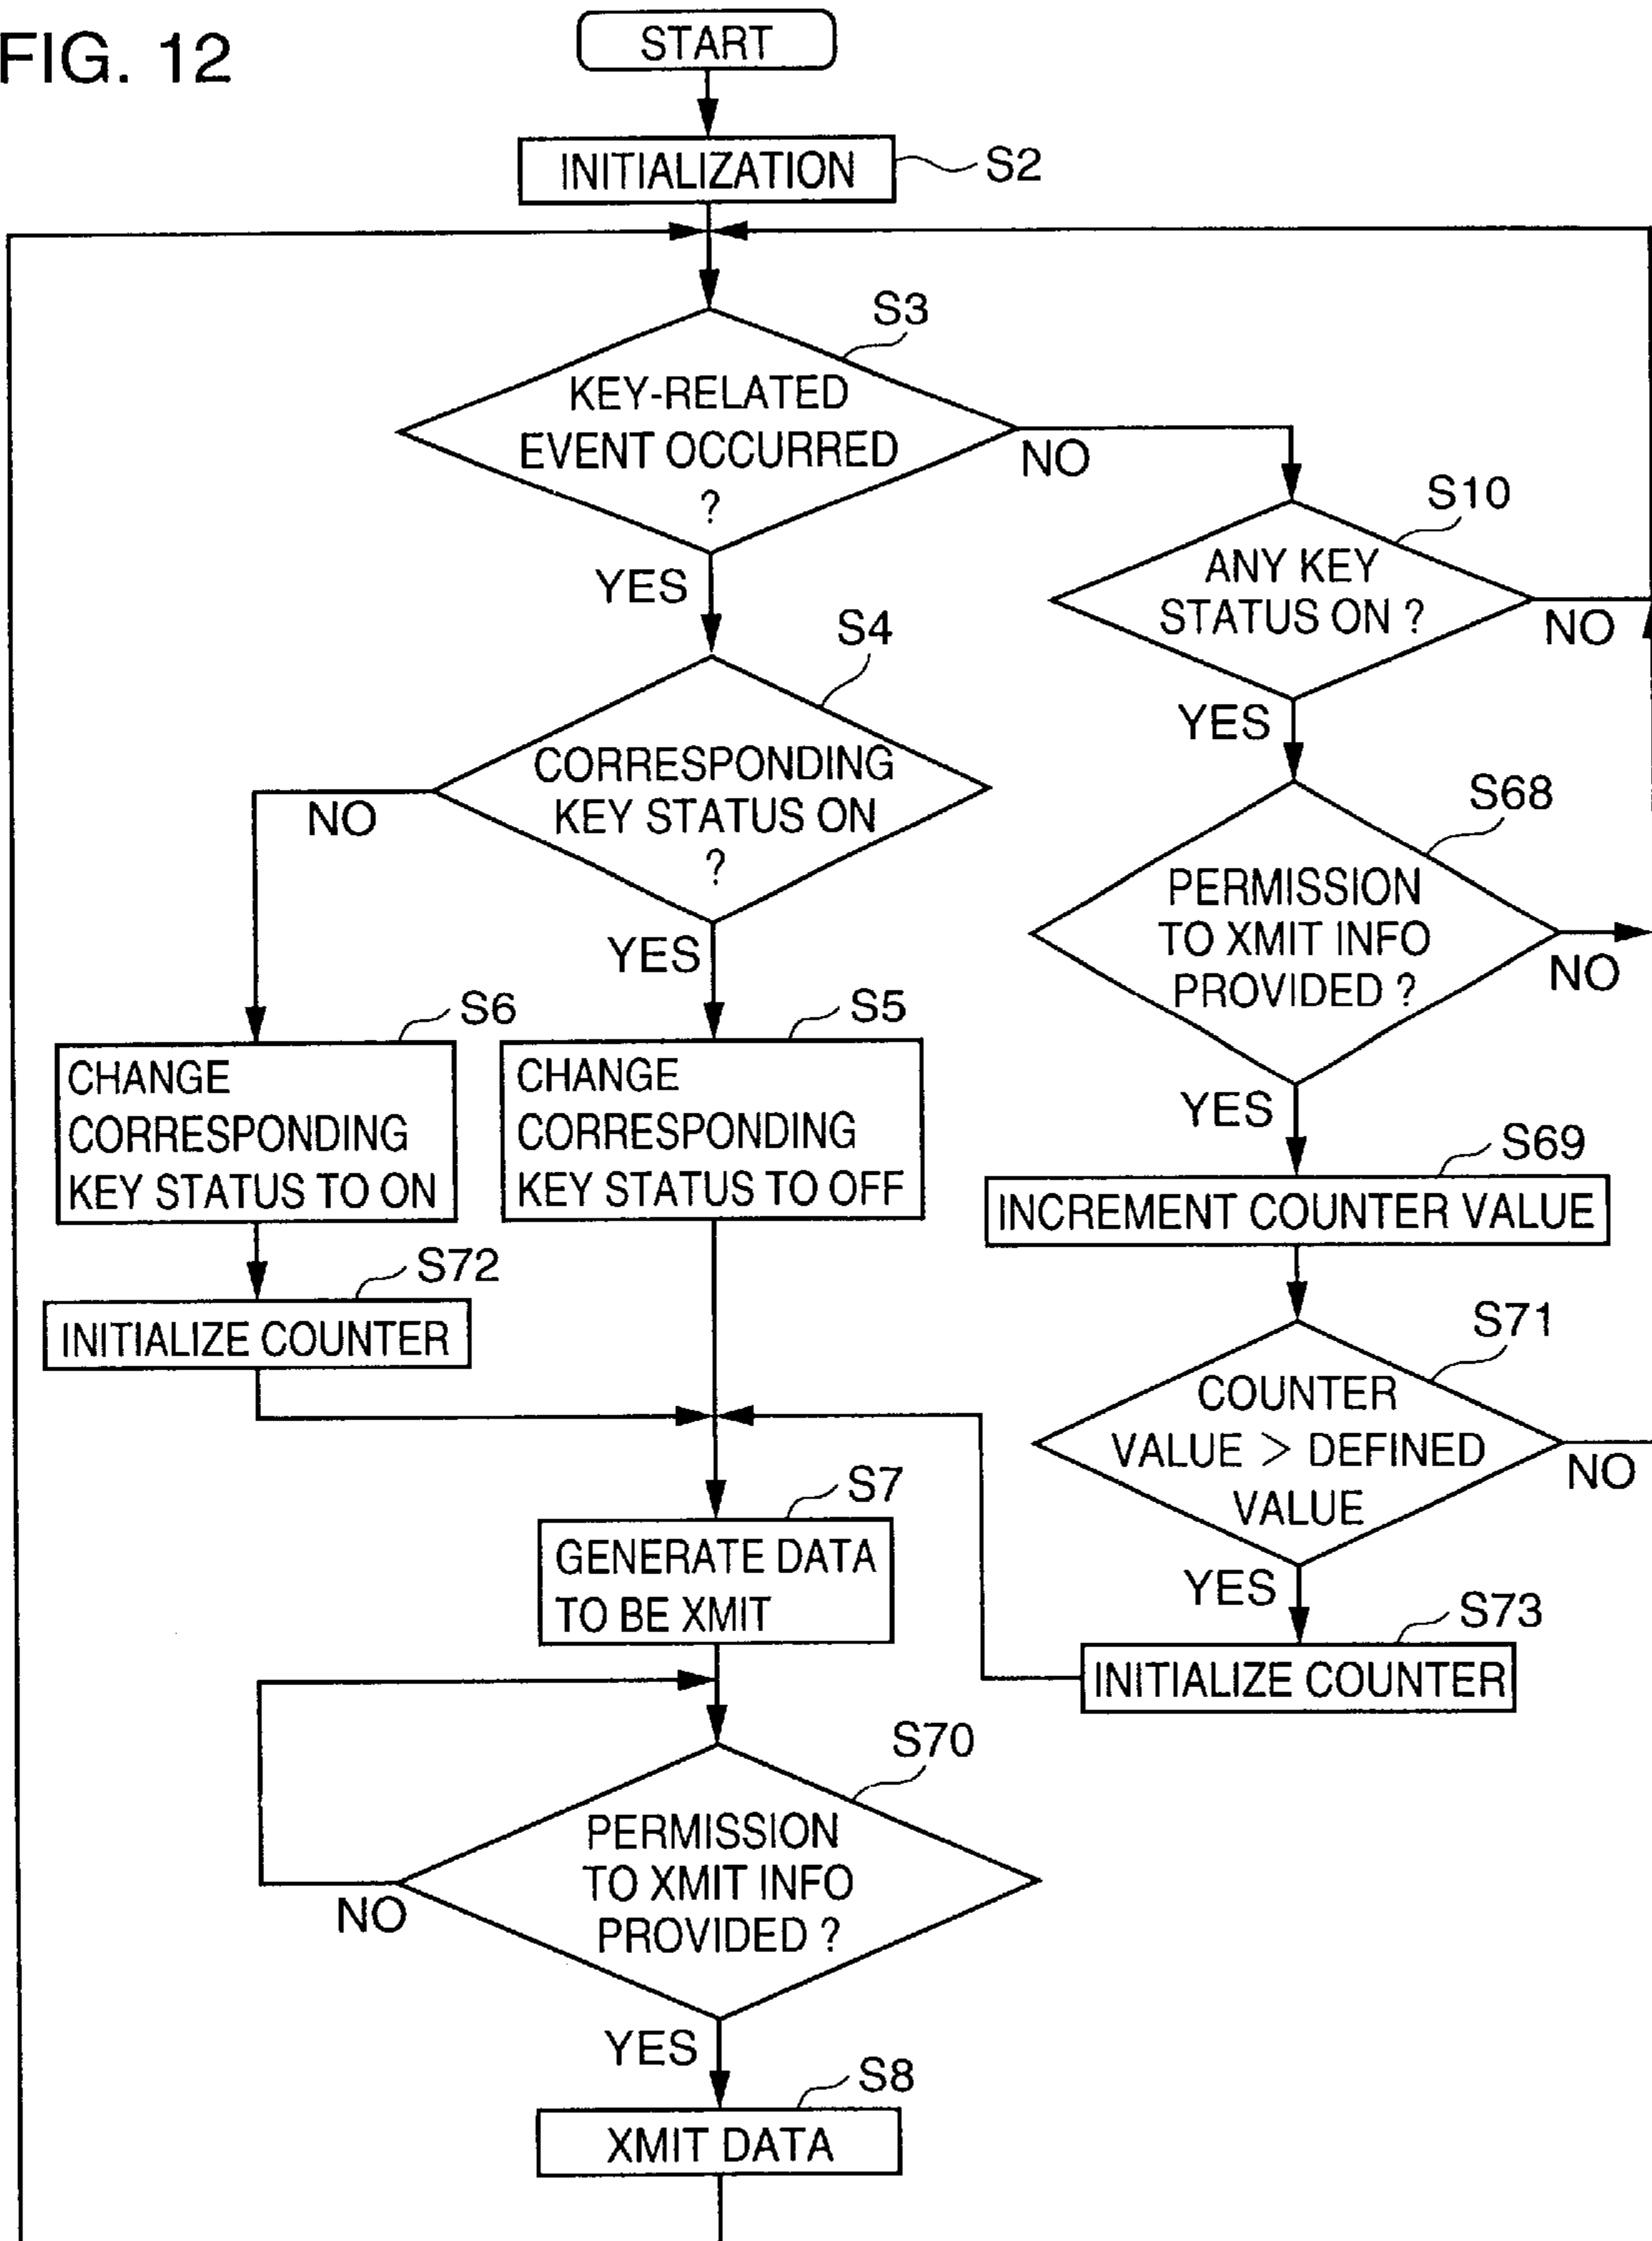 FIG. 12
START
INITIALIZATION
S2
S3
KEY-RELATED
EVENT OCCURRED
?
NO
YES
S10
ANY KEY
STATUS ON ?
NO
YES
S4
CORRESPONDING
KEY STATUS ON
?
NO
YES
S68
PERMISSION
TO XMIT INFO
PROVIDED ?
NO
YES
S6
CHANGE
CORRESPONDING
KEY STATUS TO ON
S5
CHANGE
CORRESPONDING
KEY STATUS TO OFF
S69
INCREMENT COUNTER VALUE
S72
INITIALIZE COUNTER
S71
COUNTER
VALUE > DEFINED
VALUE
NO
YES
S7
GENERATE DATA
TO BE XMIT
S73
INITIALIZE COUNTER
S70
PERMISSION
TO XMIT INFO
PROVIDED ?
NO
YES
S8
XMIT DATA